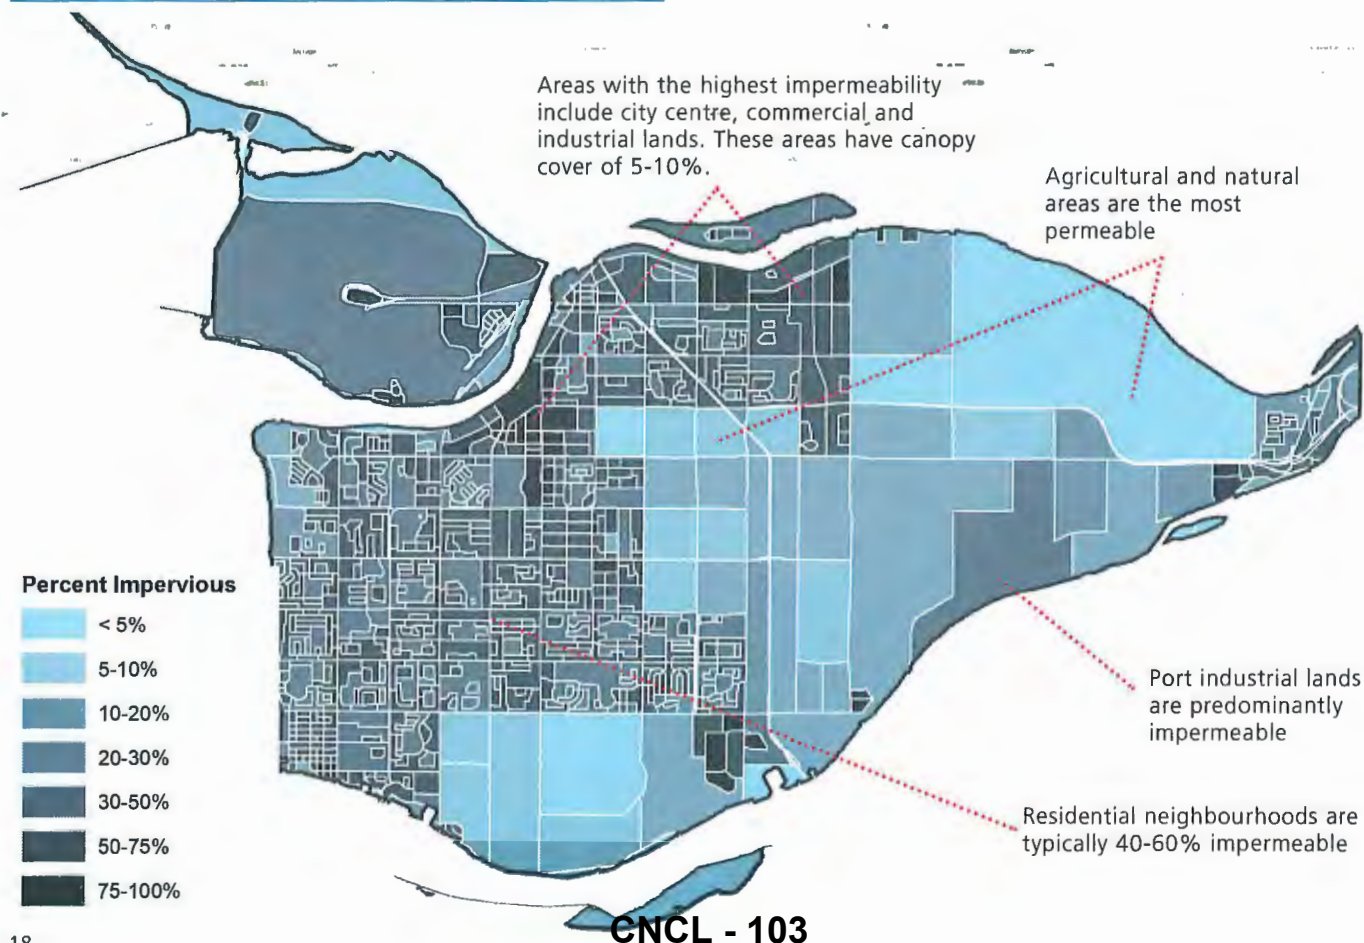 Areas with the highest impermeability
include city centre, commercial and
industrial lands. These areas have canopy
cover of 5-10%.
Agricultural and natural
areas are the most
permeable
Percent Impervious
< 5%
5-10%
10-20%
20-30%
30-50%
50-75%
75-100%
Port industrial lands
are predominantly
impermeable
Residential neighbourhoods are
typically 40-60% impermeable
CNCL - 103
18